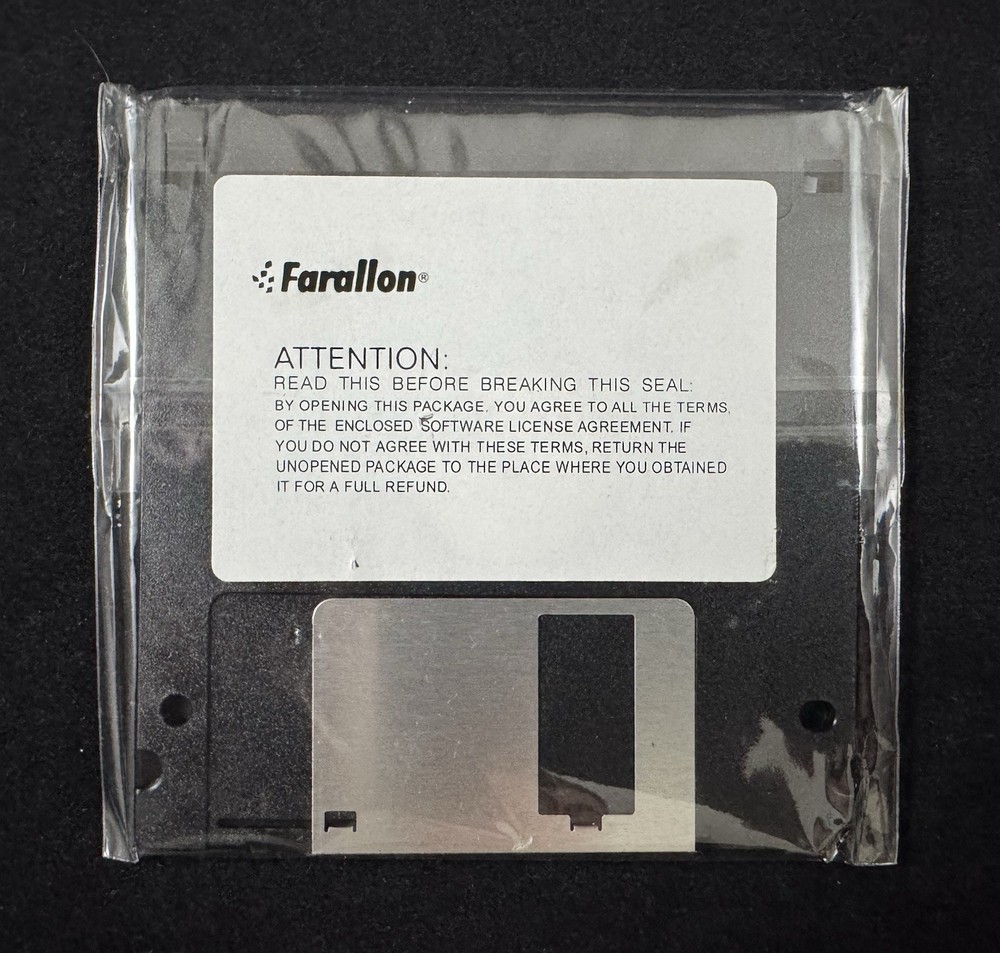 Farallon®
ATTENTION:
READ THIS BEFORE BREAKING THIS SEAL:
BY OPENING THIS PACKAGE, YOU AGREE TO ALL THE TERMS,
OF THE ENCLOSED SOFTWARE LICENSE AGREEMENT. IF
YOU DO NOT AGREE WITH THESE TERMS, RETURN THE
UNOPENED PACKAGE TO THE PLACE WHERE YOU OBTAINED
IT FOR A FULL REFUND.